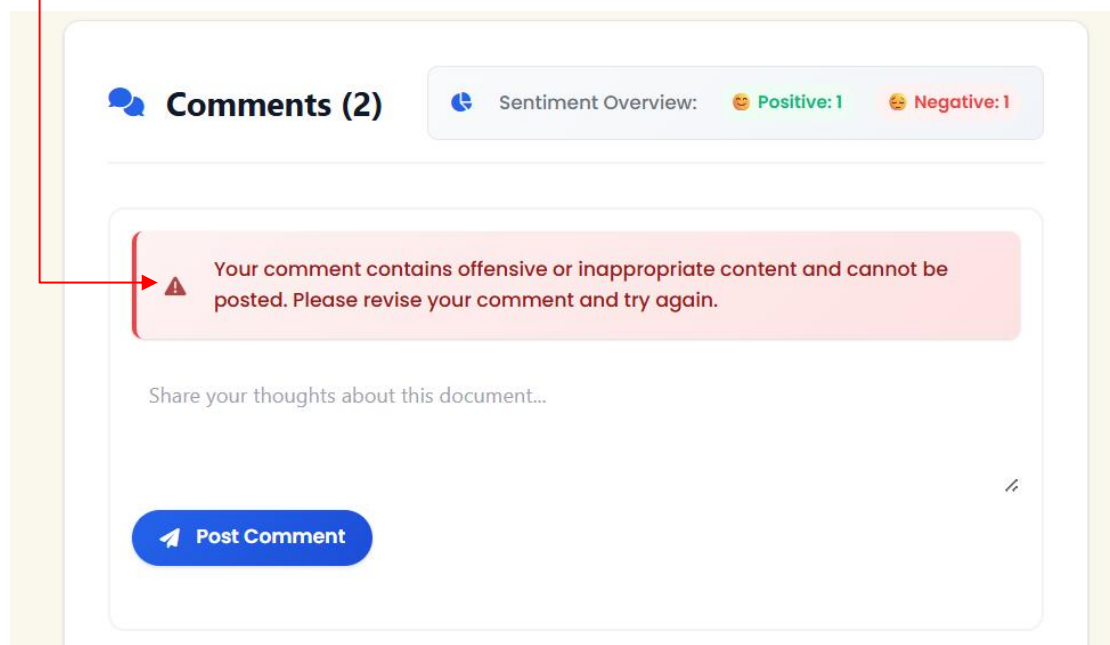 Comments (2)
Sentiment Overview: 😊 Positive: 1 😔 Negative: 1
Your comment contains offensive or inappropriate content and cannot be
posted. Please revise your comment and try again.
Share your thoughts about this document...
Post Comment